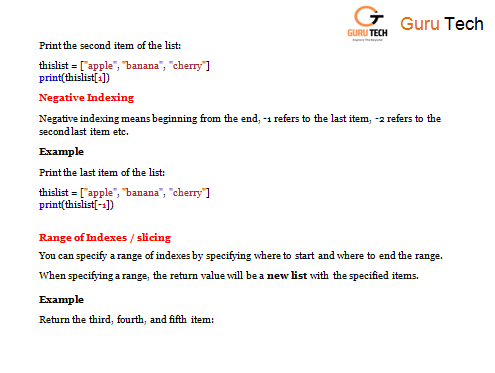 GURU TECH
Guru Tech
Print the second item of the list:
thislist = ["apple", "banana", "cherry"]
print(thislist[1])
Negative Indexing
Negative indexing means beginning from the end, -1 refers to the last item, -2 refers to the
second last item etc.
Example
Print the last item of the list:
thislist = ["apple", "banana", "cherry"]
print(thislist[-1])
Range of Indexes / slicing
You can specify a range of indexes by specifying where to start and where to end the range.
When specifying a range, the return value will be a new list with the specified items.
Example
Return the third, fourth, and fifth item: